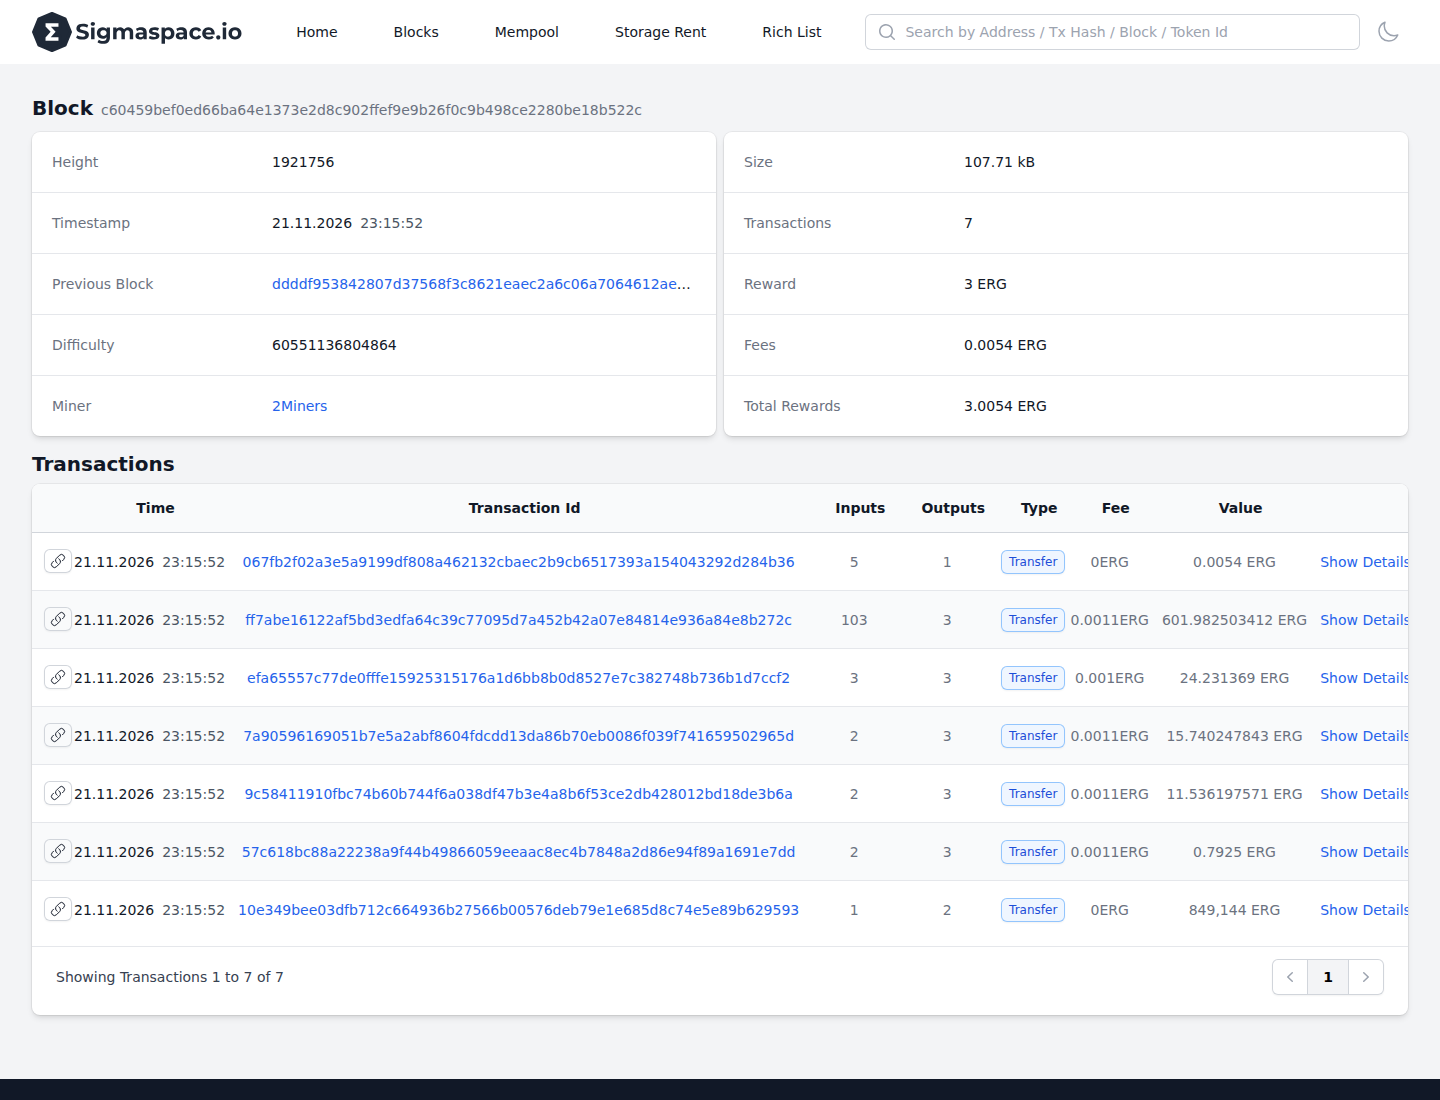 Σ Sigmaspace.io Home Blocks Mempool Storage Rent Rich List Search by Address / Tx Hash / Block / Token Id
Block c60459bef0ed66ba64e1373e2d8c902ffef9e9b26f0c9b498ce2280be18b522c
Height 1921756
Size 107.71 kB
Timestamp 21.11.2026 23:15:52
Transactions 7
Previous Block ddddf953842807d37568f3c8621eaec2a6c06a7064612ae...
Reward 3 ERG
Difficulty 60551136804864
Fees 0.0054 ERG
Miner 2Miners
Total Rewards 3.0054 ERG
Transactions
Time Transaction Id Inputs Outputs Type Fee Value
21.11.2026 23:15:52 067fb2f02a3e5a9199df808a462132cbaec2b9cb6517393a154043292d284b36 5 1 Transfer 0ERG 0.0054 ERG Show Details
21.11.2026 23:15:52 ff7abe16122af5bd3edfa64c39c77095d7a452b42a07e84814e936a84e8b272c 103 3 Transfer 0.0011ERG 601.982503412 ERG Show Details
21.11.2026 23:15:52 efa65557c77de0fffe15925315176a1d6bb8b0d8527e7c382748b736b1d7ccf2 3 3 Transfer 0.001ERG 24.231369 ERG Show Details
21.11.2026 23:15:52 7a90596169051b7e5a2abf8604fdcdd13da86b70eb0086f039f741659502965d 2 3 Transfer 0.0011ERG 15.740247843 ERG Show Details
21.11.2026 23:15:52 9c58411910fbc74b60b744f6a038df47b3e4a8b6f53ce2db428012bd18de3b6a 2 3 Transfer 0.0011ERG 11.536197571 ERG Show Details
21.11.2026 23:15:52 57c618bc88a22238a9f44b49866059eeaac8ec4b7848a2d86e94f89a1691e7dd 2 3 Transfer 0.0011ERG 0.7925 ERG Show Details
21.11.2026 23:15:52 10e349bee03dfb712c664936b27566b00576deb79e1e685d8c74e5e89b629593 1 2 Transfer 0ERG 849,144 ERG Show Details
Showing Transactions 1 to 7 of 7
1